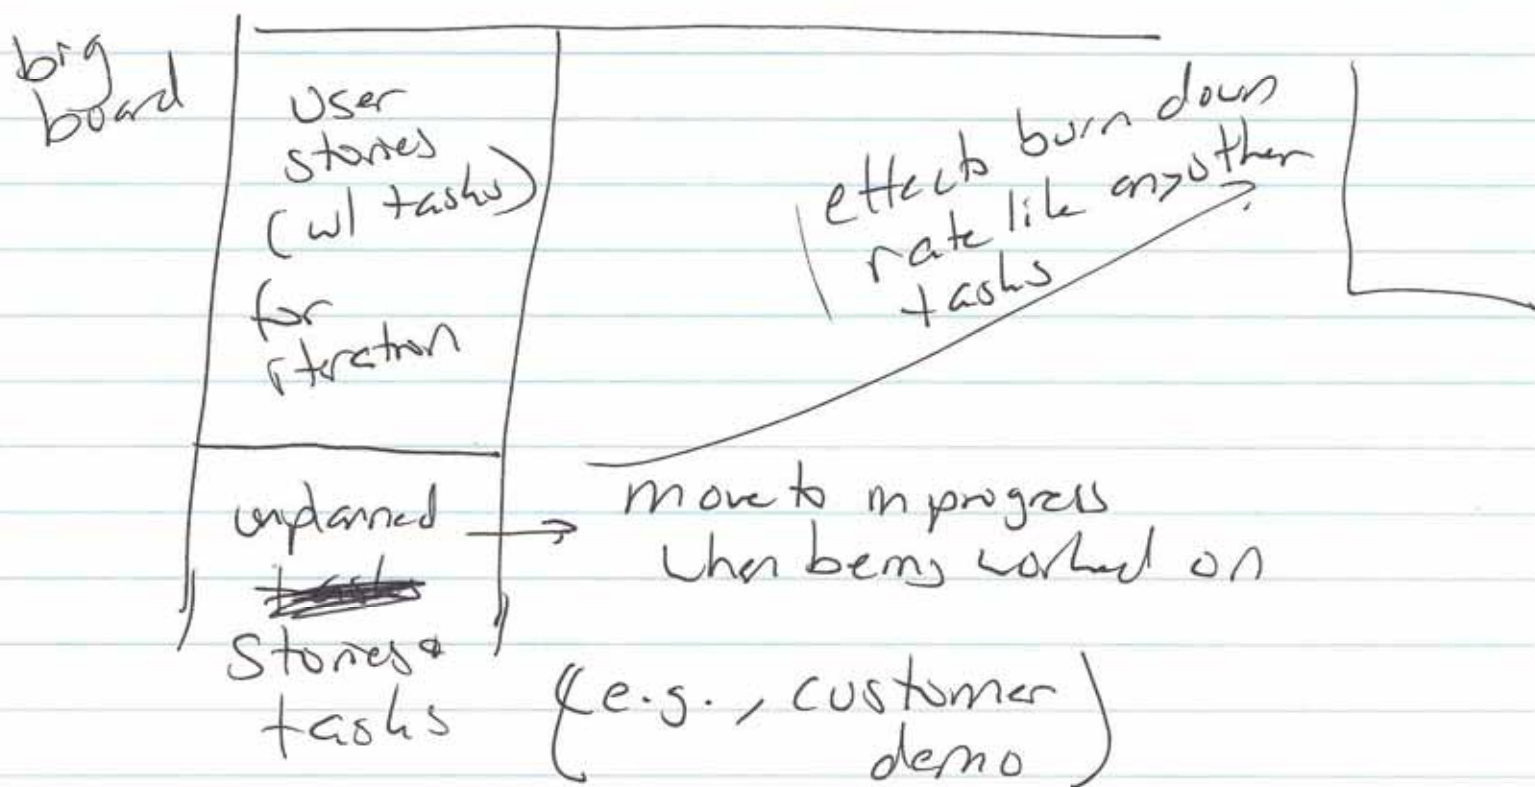 big
board
user
stories
(w/ tasks)
for
iteration
effects burn down
rate like any other
tasks
unplanned
stories +
tasks
move to in progress
when being worked on
(e.g., customer
demo)